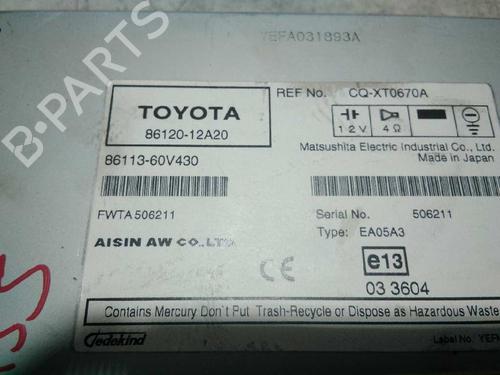 YEFA031893A
TOYOTA
86120-12A20
REF No. CQ-XT0670A
12V 4Ω
Matsushita Electric Industrial Co., Ltd.
Made in Japan
86113-60V430
FWTA 506211
Serial No. 506211
Type: EA05A3
AISIN AW CO.,LTD
CE
e13
03 3604
Contains Mercury Don't Put Trash-Recycle or Dispose as Hazardous Waste
Jedekind
Label No. YEFM
B-PARTS